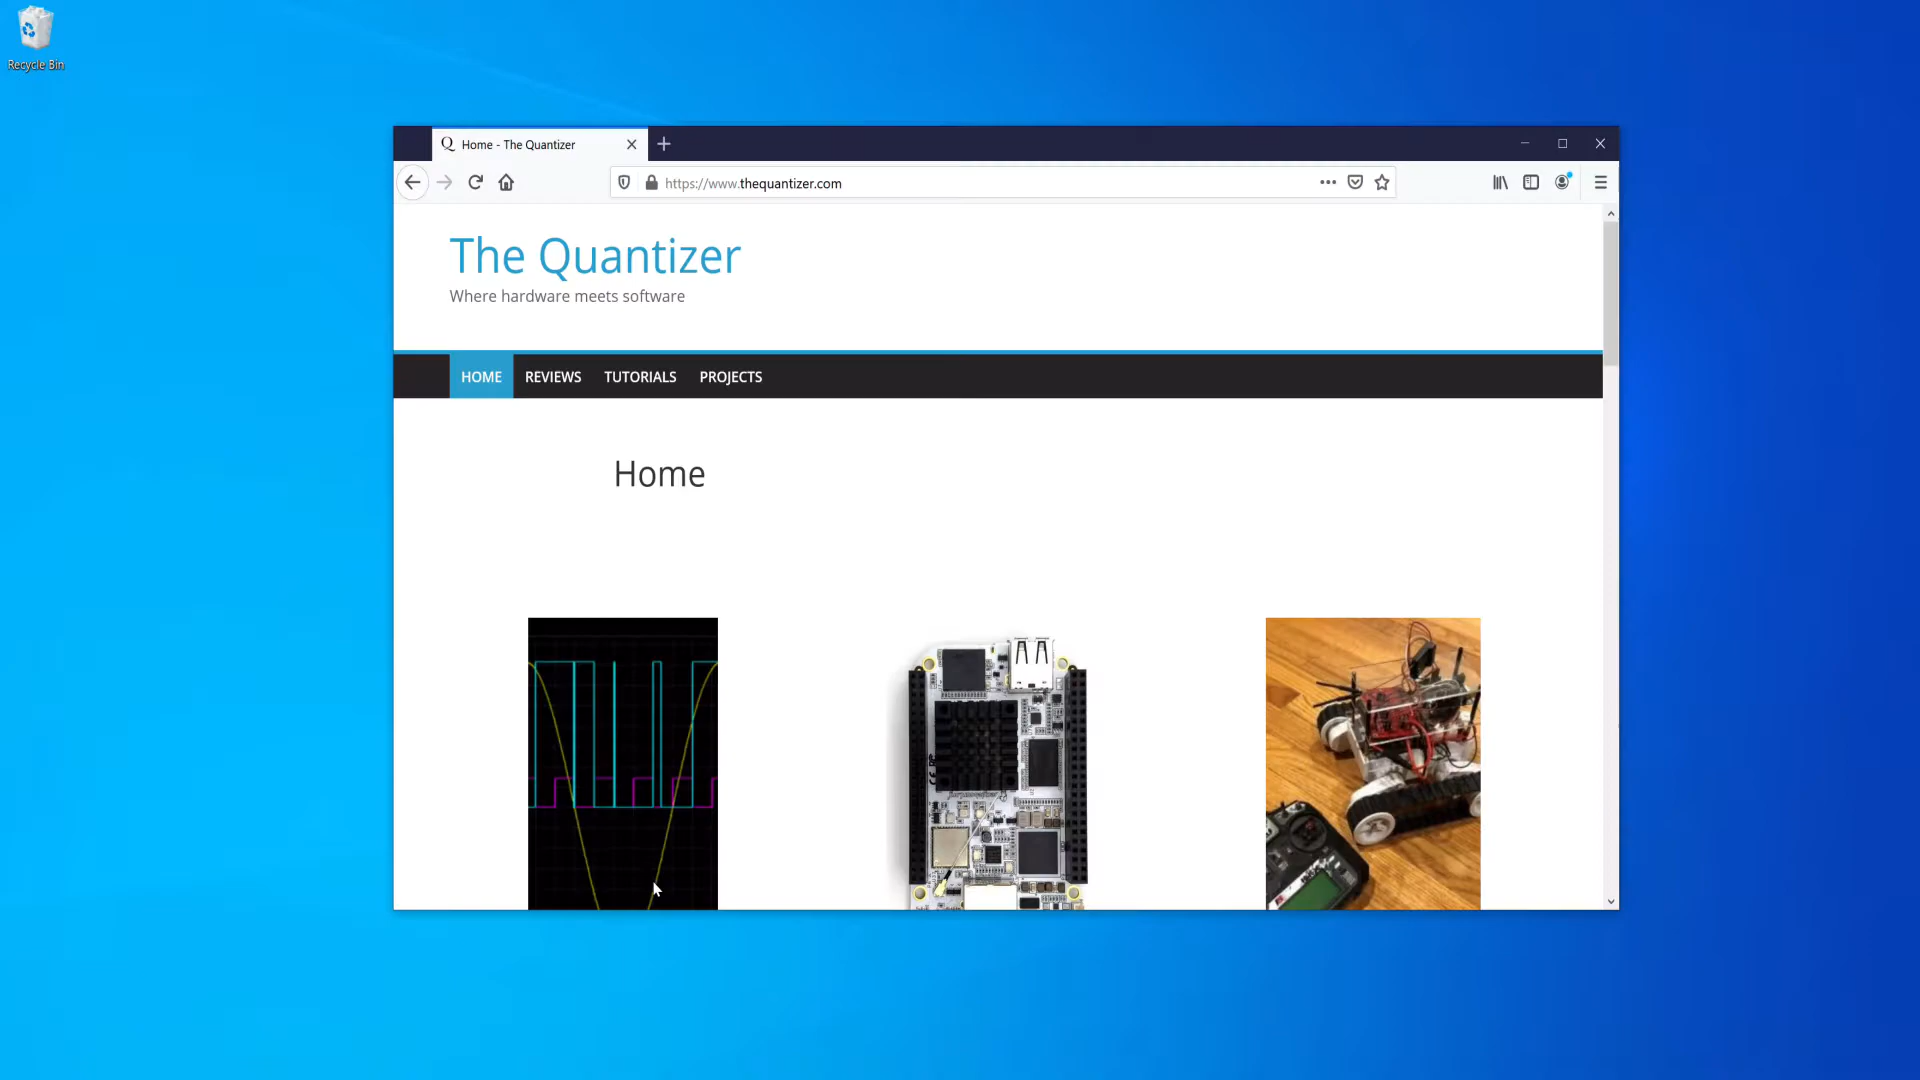 Recycle Bin
Home - The Quantizer
https://www.thequantizer.com
The Quantizer
Where hardware meets software
HOME REVIEWS TUTORIALS PROJECTS
Home